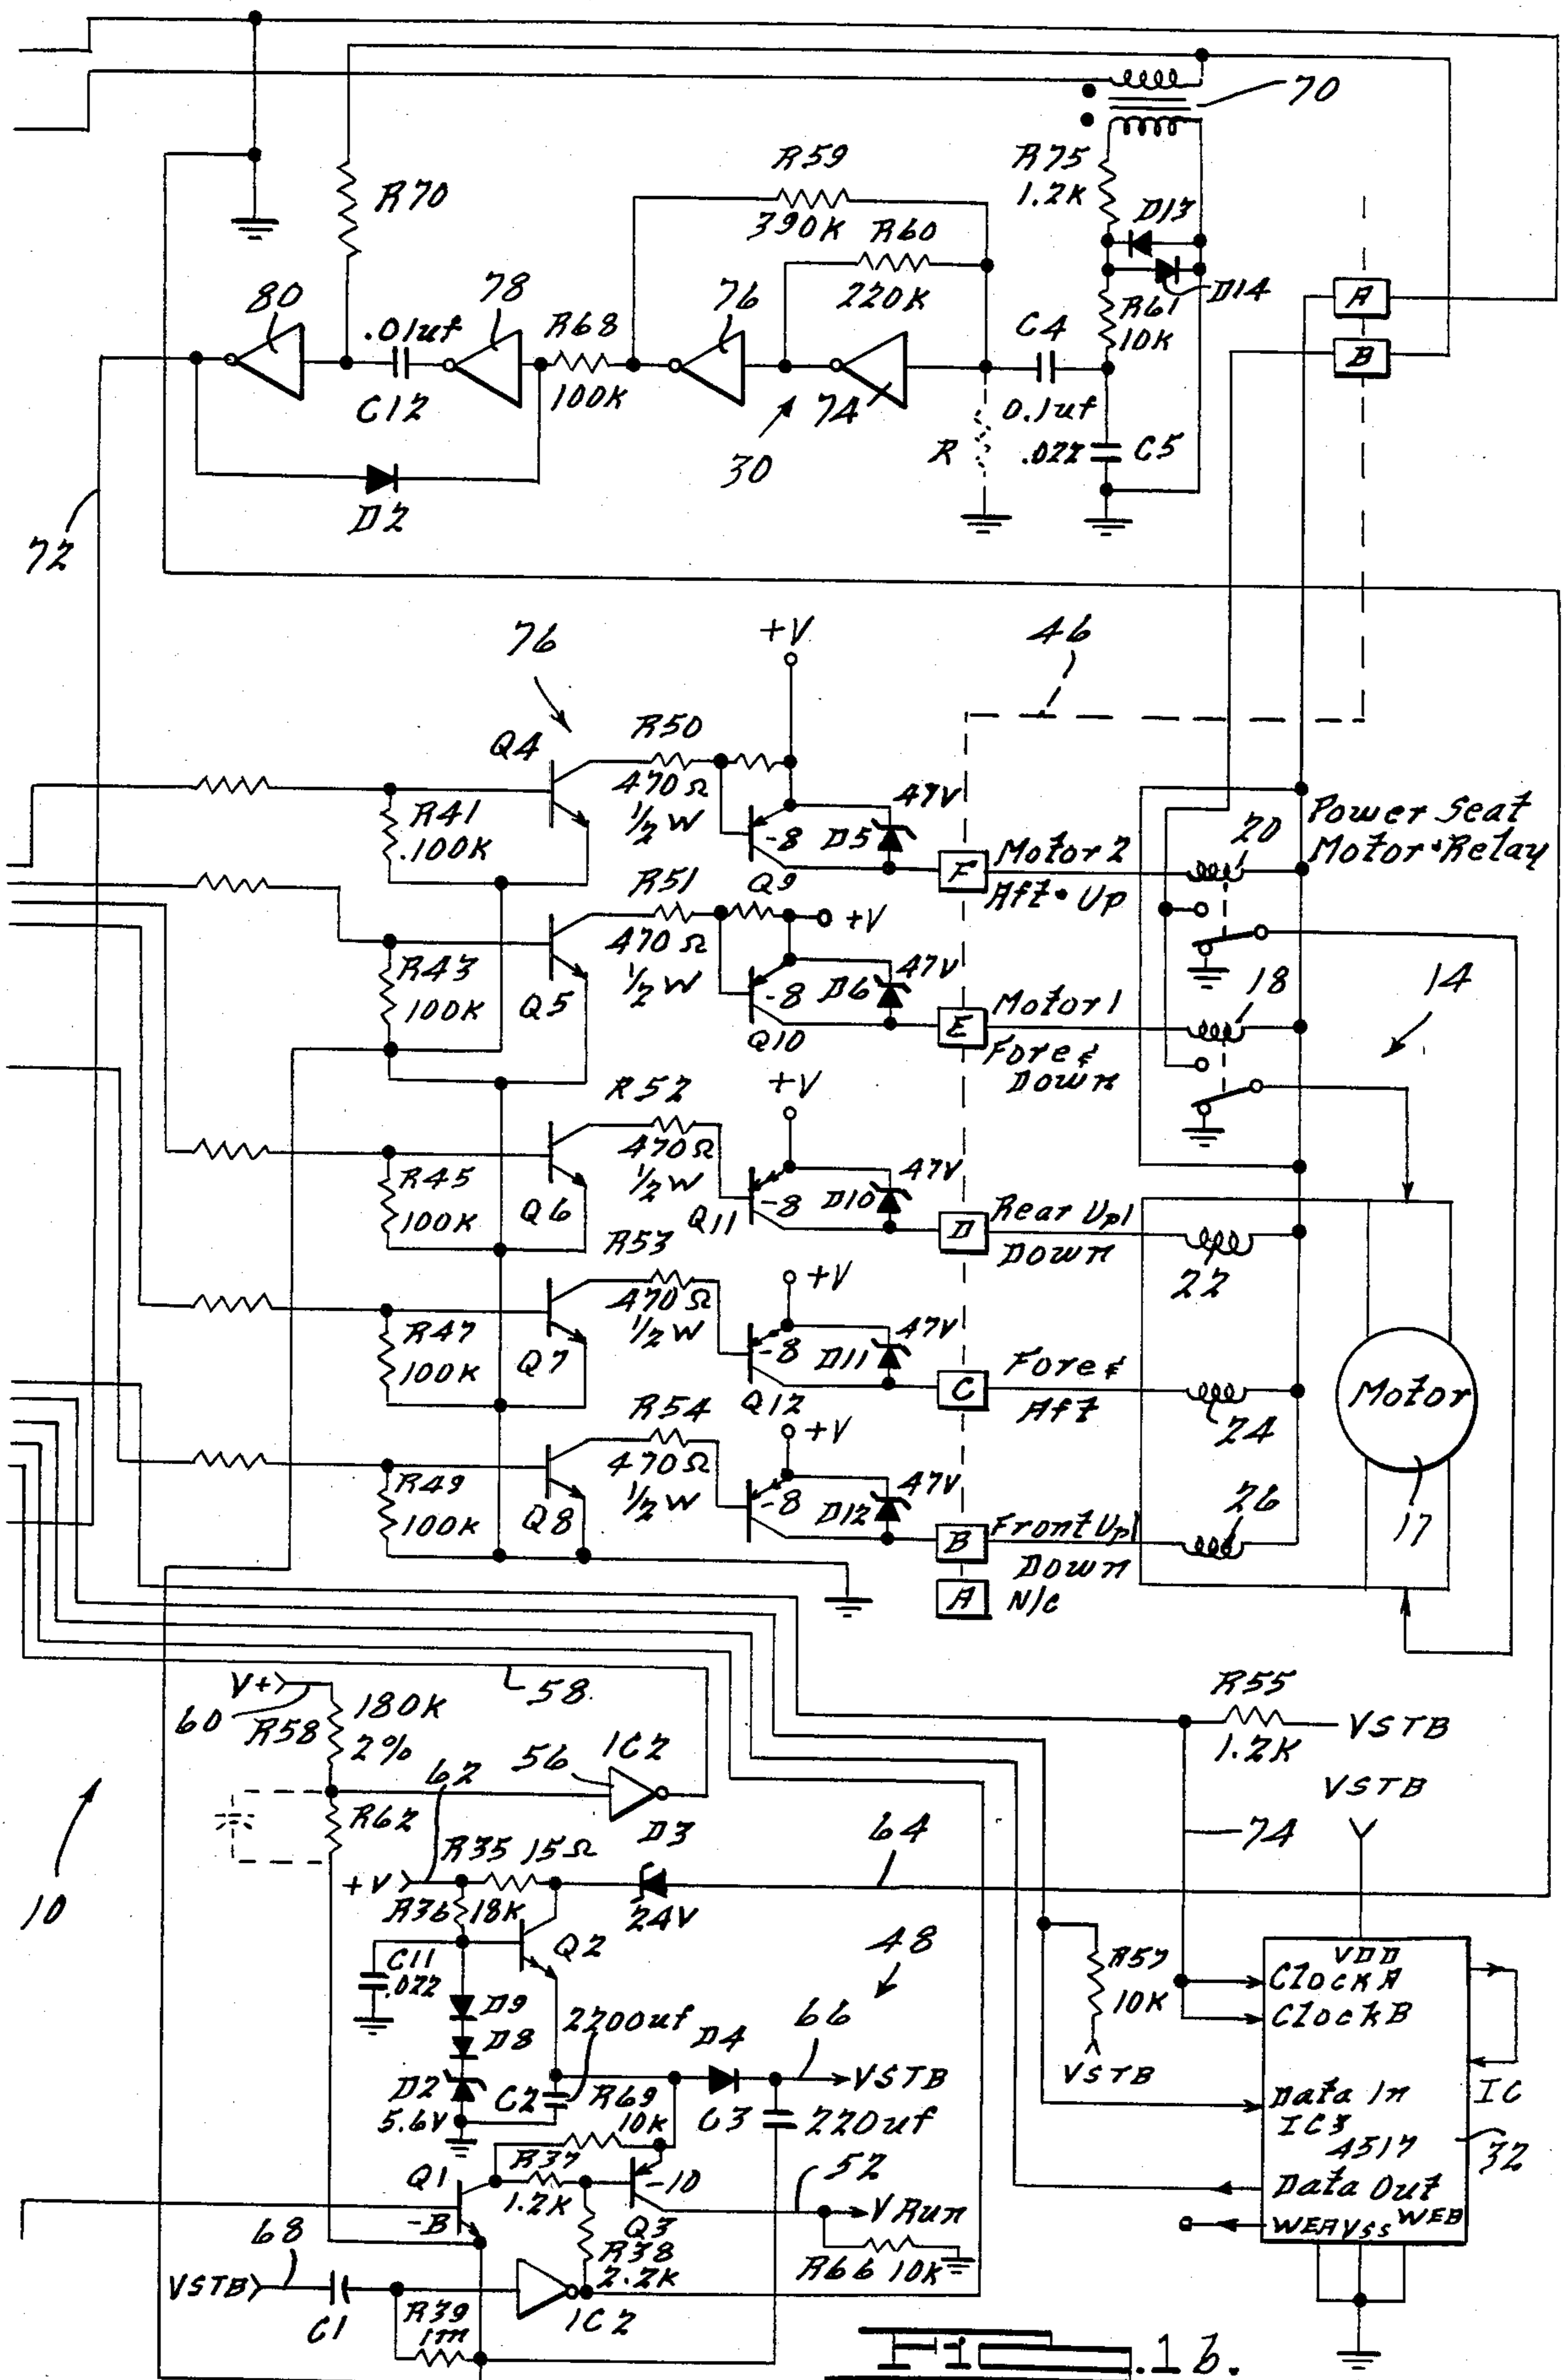 70
R59
R75
1.2K
R70
390K
R60
D13
220K
D14
A
80
78
76
R61
.01uf
R68
C4
10K
B
C12
100K
74
0.1uf
30
R
.022
C5
D2
72
76
+V
46
Q4
R50
470Ω
1/2 W
47V
R41
.100K
-8
D5
Q9
F
Motor 2
Aft • Up
20
Power Seat
Motor • Relay
R51
+V
R43
100K
Q5
470Ω
1/2 W
-8
D6
47V
Q10
E
Motor 1
Fore &
Down
18
14
R52
+V
R45
100K
Q6
470Ω
1/2 W
-8
D10
47V
Q11
D
Rear Up|
Down
22
R53
+V
R47
100K
Q7
470Ω
1/2 W
-8
D11
47V
Q12
C
Fore &
Aft
24
Motor
R54
+V
R49
100K
Q8
470Ω
1/2 W
-8
D12
47V
B
Front Up|
Down
26
17
A
N/C
58
V+
60
R58
180K
2%
R55
1.2K
VSTB
62
56
IC2
R62
D3
VSTB
R35
15Ω
64
74
+V
R36
18K
24V
10
C11
.022
Q2
48
VDD
Clock A
Clock B
R57
10K
VSTB
D9
2200uf
D8
D4
66
VSTB
D2
5.6V
C2
R69
10K
C3
220uf
Data In
IC3
4517
IC
32
Q1
R37
1.2K
-10
52
Data Out
-B
Q3
V Run
WEA
VSS
WEB
68
R38
2.2K
R66
10K
VSTB
C1
R39
1m
IC2
FIG.1b.